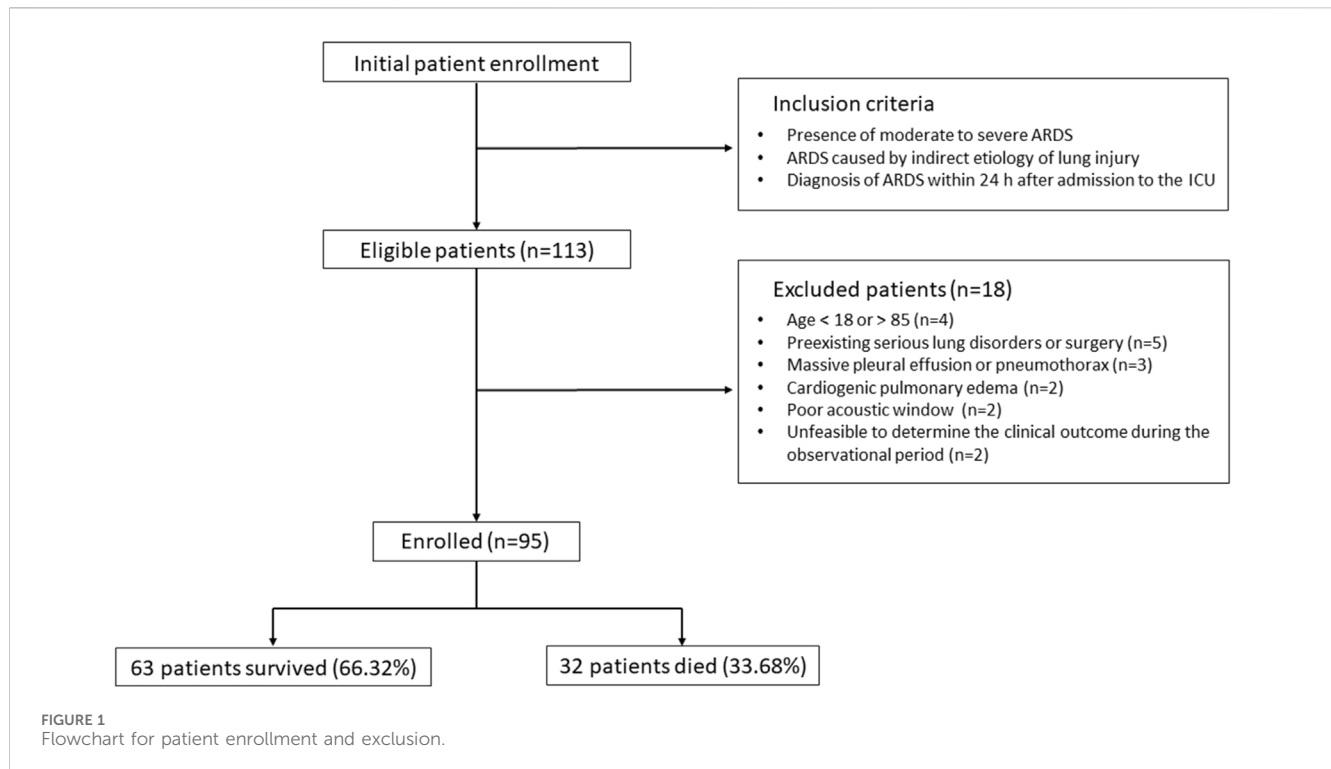 Initial patient enrollment
Inclusion criteria
• Presence of moderate to severe ARDS
• ARDS caused by indirect etiology of lung injury
• Diagnosis of ARDS within 24 h after admission to the ICU
Eligible patients (n=113)
Excluded patients (n=18)
• Age < 18 or > 85 (n=4)
• Preexisting serious lung disorders or surgery (n=5)
• Massive pleural effusion or pneumothorax (n=3)
• Cardiogenic pulmonary edema (n=2)
• Poor acoustic window (n=2)
• Unfeasible to determine the clinical outcome during the
observational period (n=2)
Enrolled (n=95)
63 patients survived (66.32%)
32 patients died (33.68%)
FIGURE 1
Flowchart for patient enrollment and exclusion.